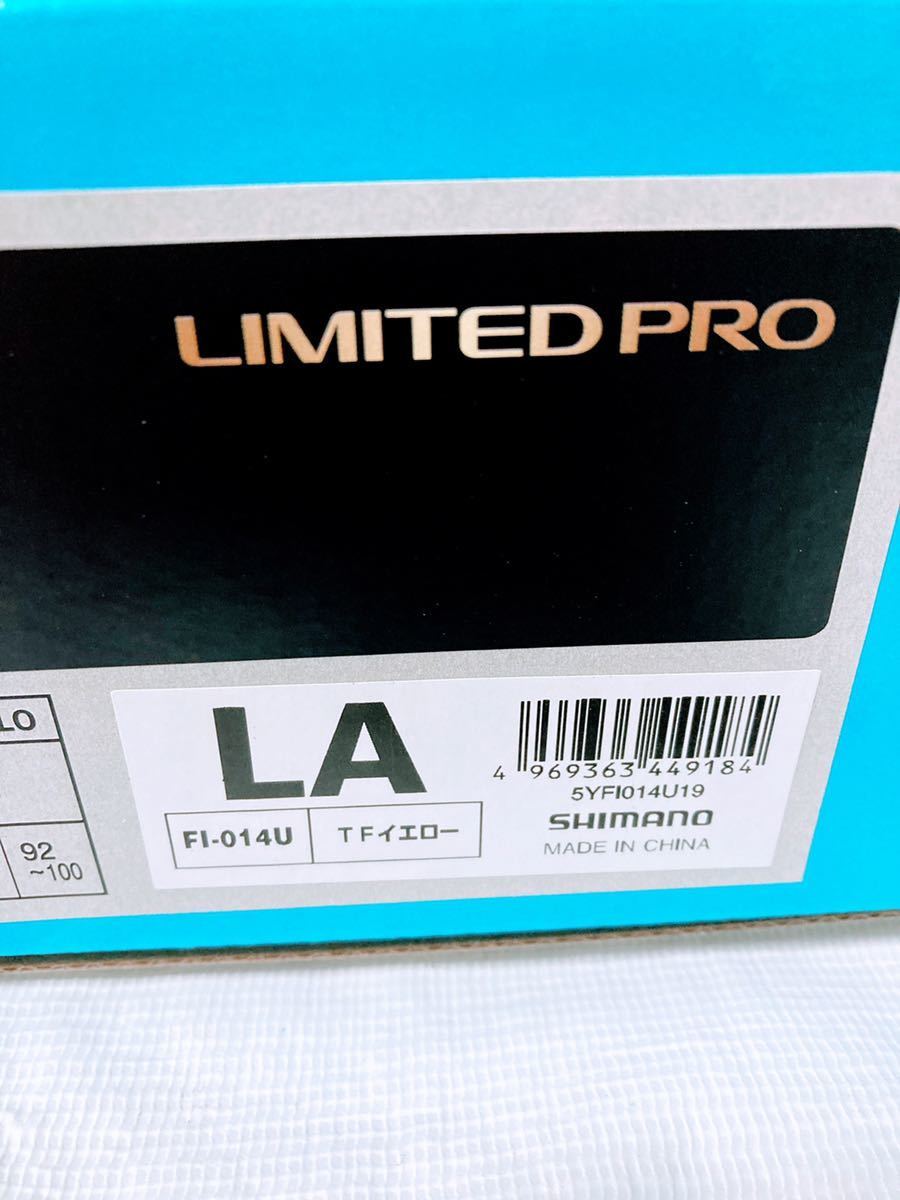 LIMITED PRO
LO
92
~100
LA
FI-014U
TFイエロー
4 969363 449184
5YFI014U19
SHIMANO
MADE IN CHINA